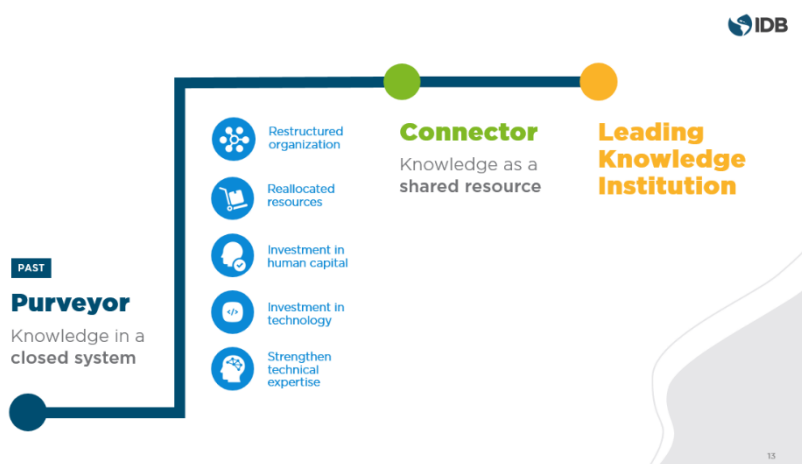 IDB
Restructured
organization
Reallocated
resources
Investment in
human capital
Investment in
technology
Strengthen
technical
expertise
Connector
Knowledge as a
shared resource
Leading
Knowledge
Institution
PAST
Purveyor
Knowledge in a
closed system
</>
13